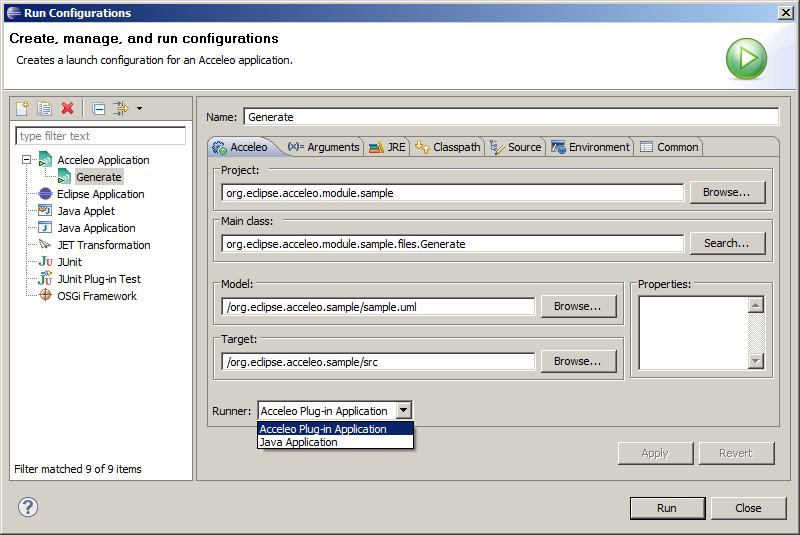 Run Configurations
Create, manage, and run configurations
Creates a launch configuration for an Acceleo application.
type filter text
Acceleo Application
Generate
Eclipse Application
Java Applet
Java Application
JET Transformation
JUnit
JUnit Plug-in Test
OSGi Framework
Filter matched 9 of 9 items
Name: Generate
Acceleo (x)= Arguments JRE Classpath Source Environment Common
Project:
org.eclipse.acceleo.module.sample Browse...
Main class:
org.eclipse.acceleo.module.sample.files.Generate Search...
Model:
/org.eclipse.acceleo.sample/sample.uml Browse...
Properties:
Target:
/org.eclipse.acceleo.sample/src Browse...
Runner: Acceleo Plug-in Application
Acceleo Plug-in Application
Java Application
Apply Revert
? Run Close